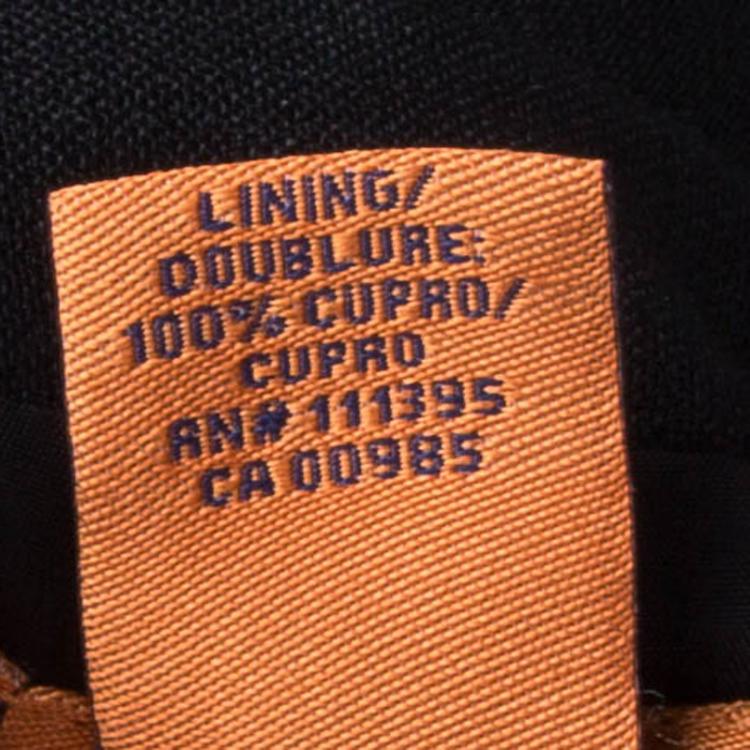 LINING/
DOUBLURE:
100% CUPRO/
CUPRO
RN# 111395
CA 00985